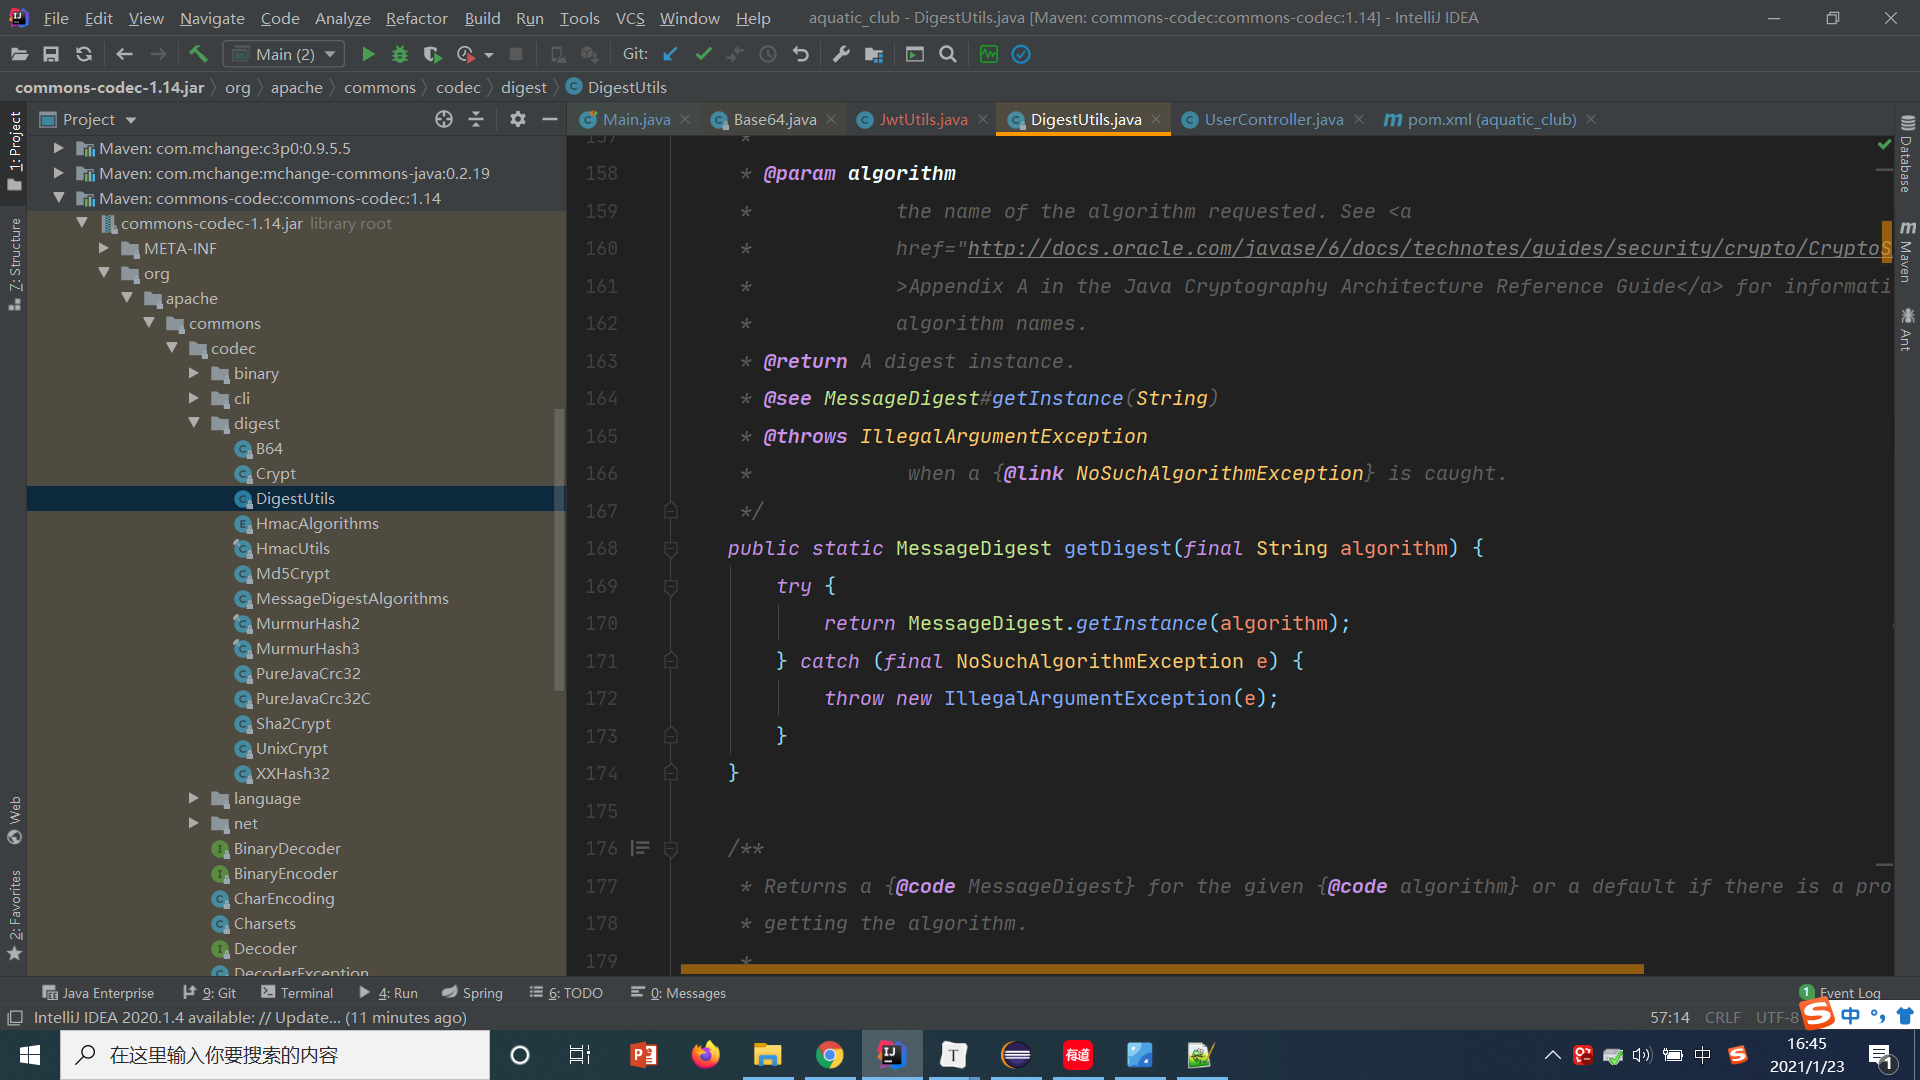 File Edit View Navigate Code Analyze Refactor Build Run Tools VCS Window Help aquatic_club - DigestUtils.java [Maven: commons-codec:commons-codec:1.14] - IntelliJ IDEA
Main (2) Git:
commons-codec-1.14.jar org apache commons codec digest DigestUtils
Project
Main.java Base64.java JwtUtils.java DigestUtils.java UserController.java pom.xml (aquatic_club)
1: Project
7: Structure
Web
2: Favorites
Maven: com.mchange:c3p0:0.9.5.5
Maven: com.mchange:mchange-commons-java:0.2.19
Maven: commons-codec:commons-codec:1.14
commons-codec-1.14.jar library root
META-INF
org
apache
commons
codec
binary
cli
digest
B64
Crypt
DigestUtils
HmacAlgorithms
HmacUtils
Md5Crypt
MessageDigestAlgorithms
MurmurHash2
MurmurHash3
PureJavaCrc32
PureJavaCrc32C
Sha2Crypt
UnixCrypt
XXHash32
language
net
BinaryDecoder
BinaryEncoder
CharEncoding
Charsets
Decoder
DecoderException
157 *
158 * @param algorithm
159 * the name of the algorithm requested. See <a
160 * href="http://docs.oracle.com/javase/6/docs/technotes/guides/security/crypto/CryptoS
161 * >Appendix A in the Java Cryptography Architecture Reference Guide</a> for informati
162 * algorithm names.
163 * @return A digest instance.
164 * @see MessageDigest#getInstance(String)
165 * @throws IllegalArgumentException
166 * when a {@link NoSuchAlgorithmException} is caught.
167 */
168 public static MessageDigest getDigest(final String algorithm) {
169 try {
170 return MessageDigest.getInstance(algorithm);
171 } catch (final NoSuchAlgorithmException e) {
172 throw new IllegalArgumentException(e);
173 }
174 }
175
176 /**
177 * Returns a {@code MessageDigest} for the given {@code algorithm} or a default if there is a pro
178 * getting the algorithm.
179 *
Database
Maven
Ant
Java Enterprise 9: Git Terminal 4: Run Spring 6: TODO 0: Messages 1 Event Log
IntelliJ IDEA 2020.1.4 available: // Update... (11 minutes ago) 57:14 CRLF UTF-8 中
在这里输入你要搜索的内容
有道
中
16:45
2021/1/23
1